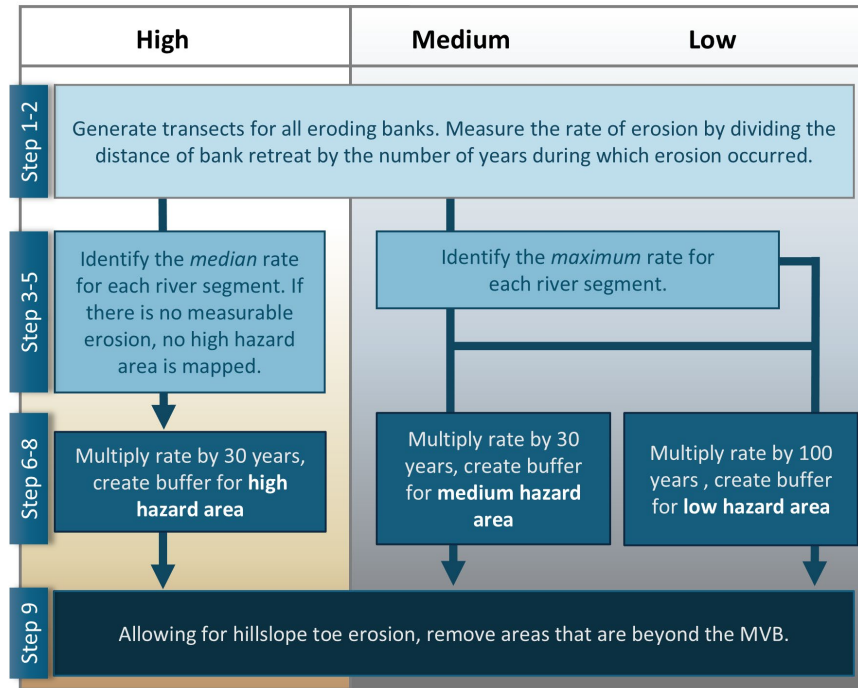 High
Medium
Low
Step 1-2
Generate transects for all eroding banks. Measure the rate of erosion by dividing the
distance of bank retreat by the number of years during which erosion occurred.
Step 3-5
Identify the median rate
for each river segment. If
there is no measurable
erosion, no high hazard
area is mapped.
Identify the maximum rate for
each river segment.
Step 6-8
Multiply rate by 30 years,
create buffer for high
hazard area
Multiply rate by 30
years, create buffer
for medium hazard
area
Multiply rate by 100
years , create buffer
for low hazard area
Step 9
Allowing for hillslope toe erosion, remove areas that are beyond the MVB.